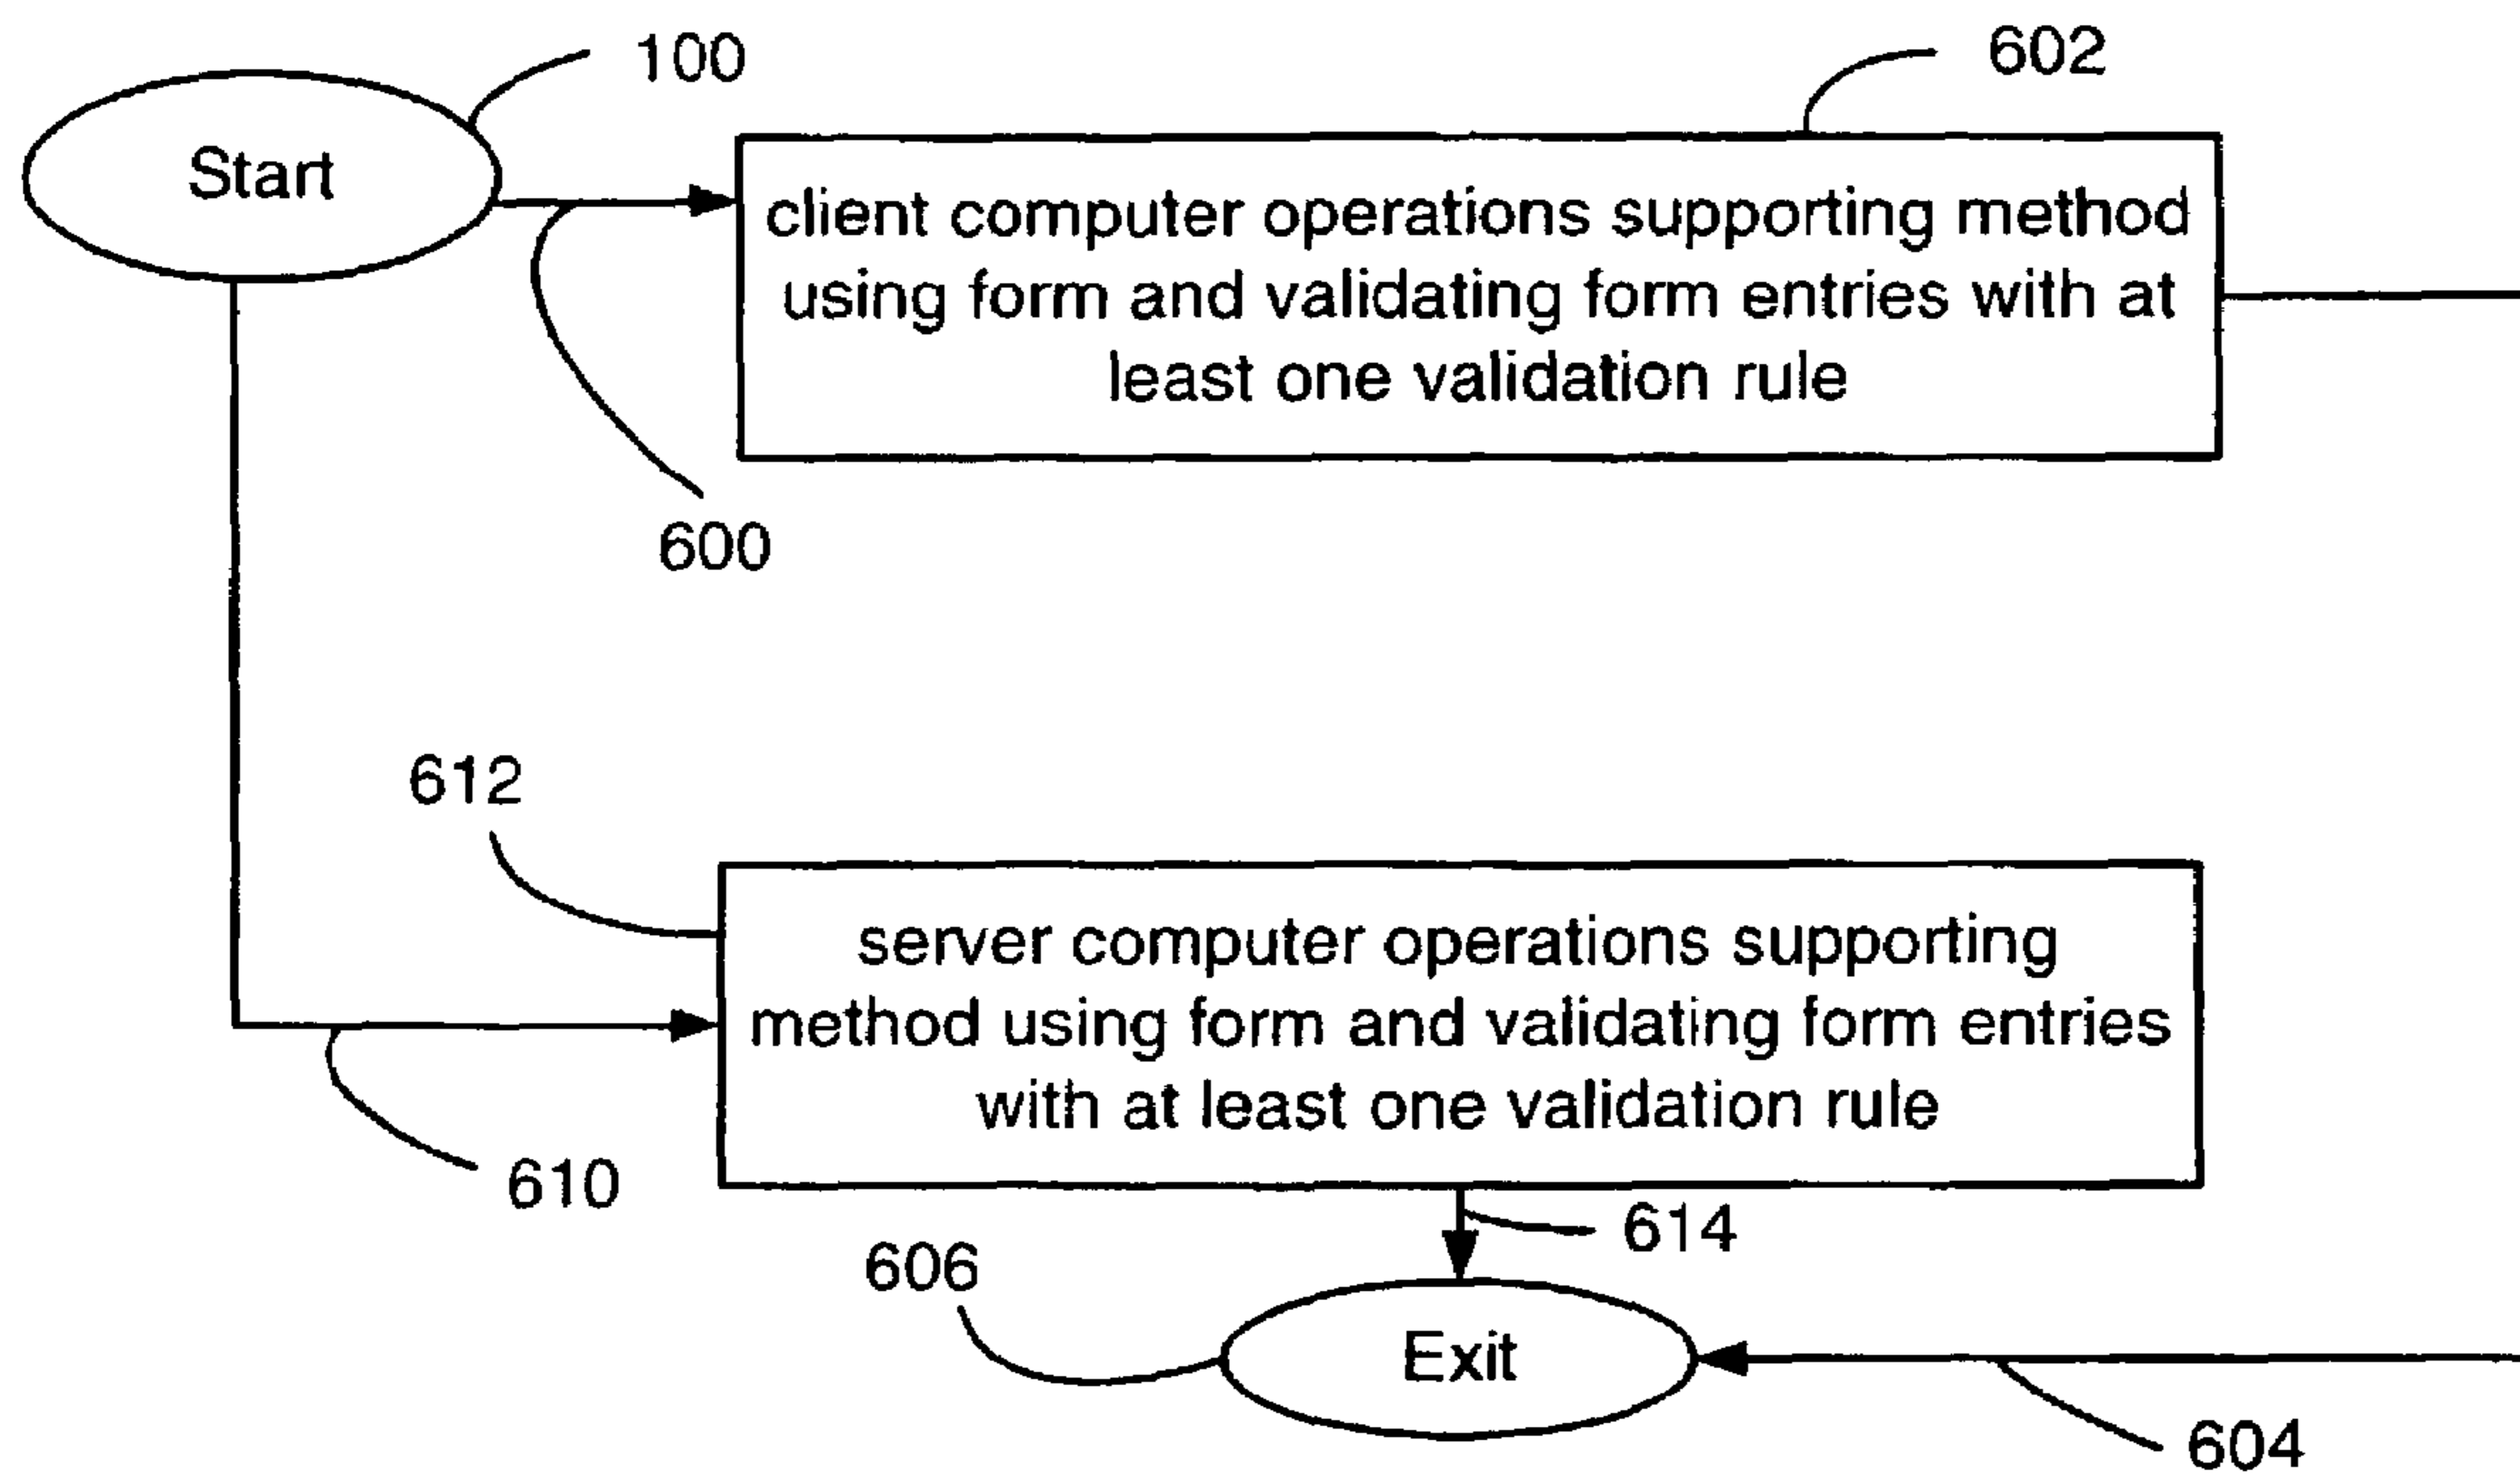 100
602
Start
client computer operations supporting method
using form and validating form entries with at
least one validation rule
600
612
server computer operations supporting
method using form and validating form entries
with at least one validation rule
610
614
606
Exit
604